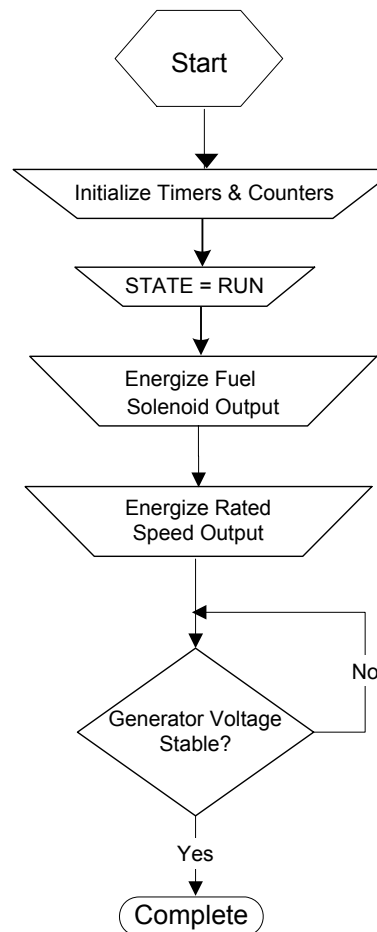 Start
Initialize Timers & Counters
STATE = RUN
Energize Fuel
Solenoid Output
Energize Rated
Speed Output
Generator Voltage
Stable?
No
Yes
Complete